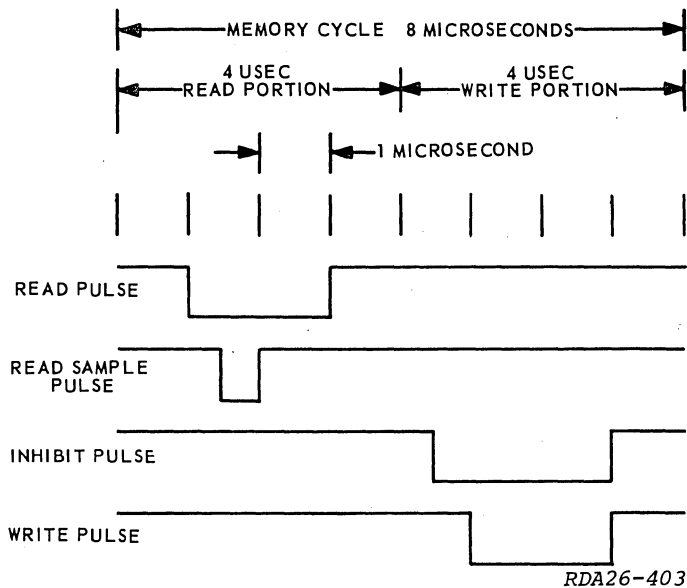 MEMORY CYCLE 8 MICROSECONDS
4 USEC
READ PORTION
4 USEC
WRITE PORTION
1 MICROSECOND
READ PULSE
READ SAMPLE
PULSE
INHIBIT PULSE
WRITE PULSE
RDA26-403